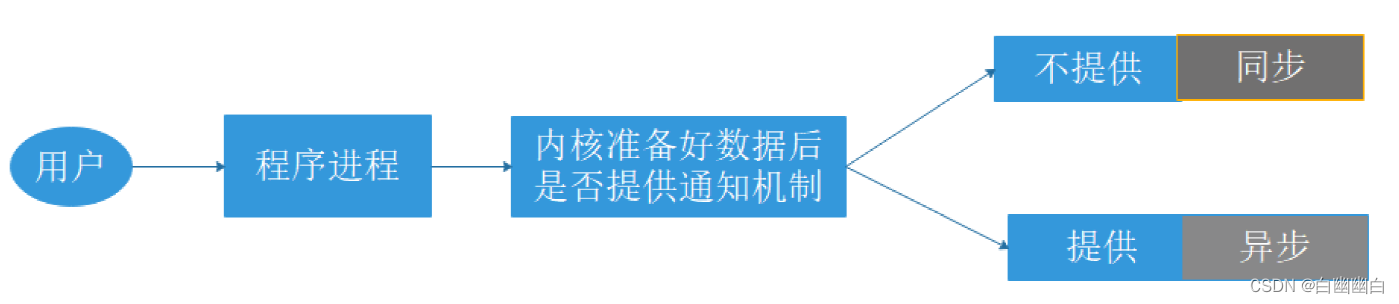 用户
程序进程
内核准备好数据后
是否提供通知机制
不提供
同步
提供
异步
CSDN @白幽幽白